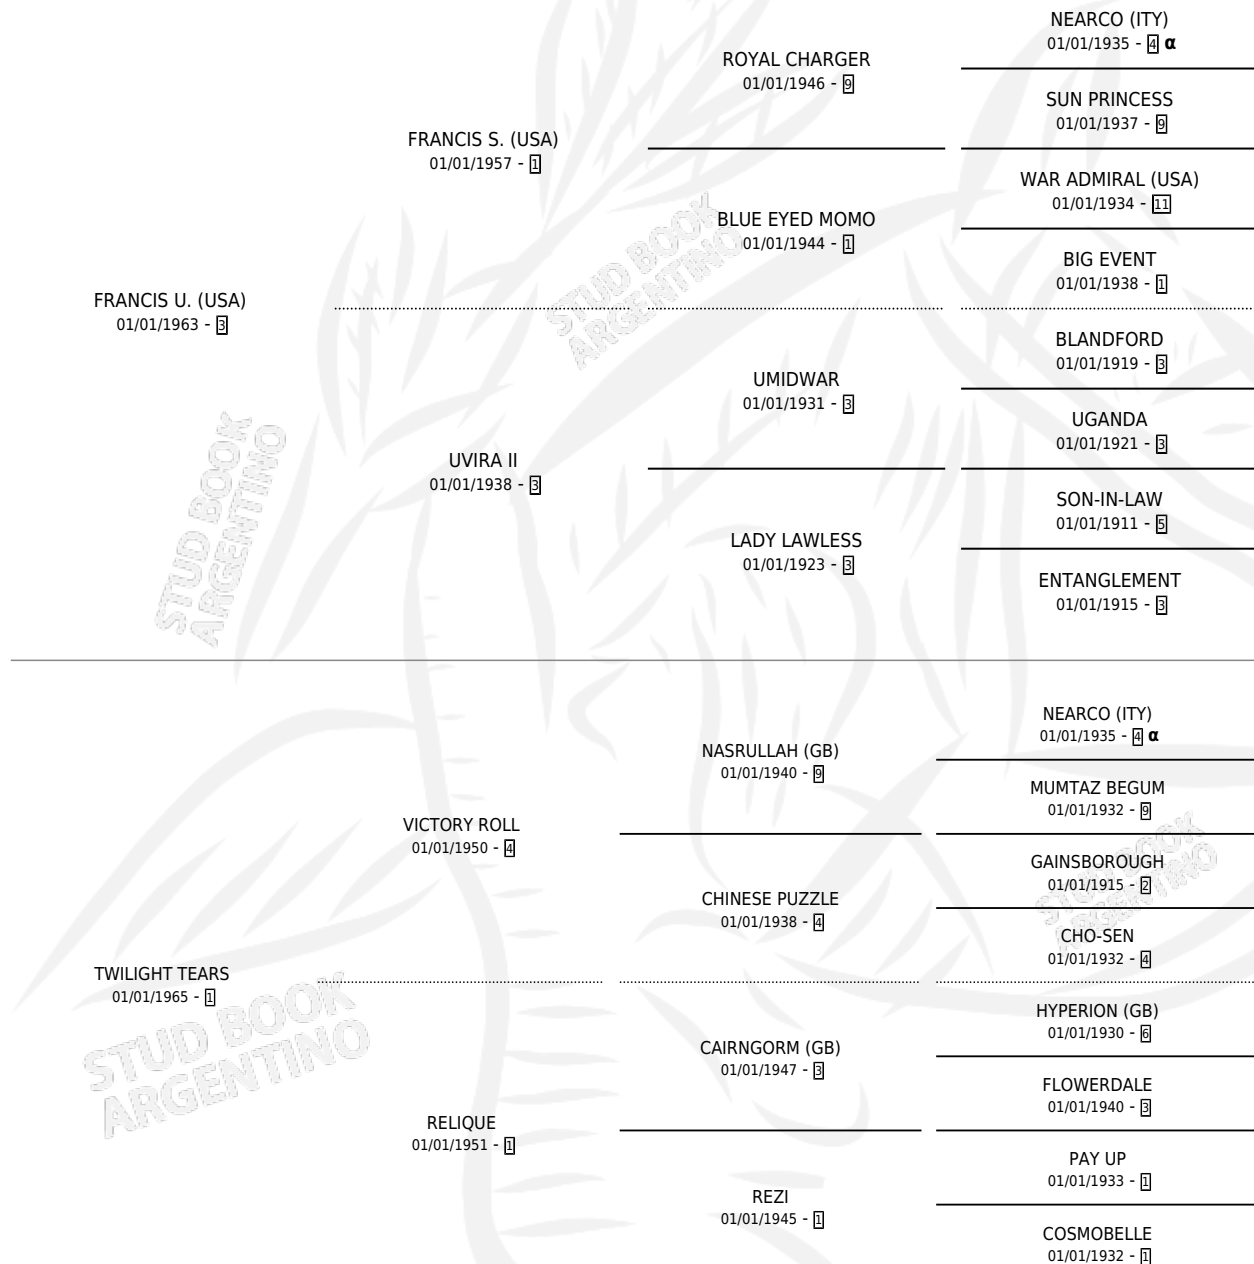 NEARCO (ITY)
01/01/1935 - 4 α
ROYAL CHARGER
01/01/1946 - 9
SUN PRINCESS
01/01/1937 - 9
FRANCIS S. (USA)
01/01/1957 - 1
WAR ADMIRAL (USA)
01/01/1934 - 11
BLUE EYED MOMO
01/01/1944 - 1
BIG EVENT
01/01/1938 - 1
FRANCIS U. (USA)
01/01/1963 - 3
BLANDFORD
01/01/1919 - 3
UMIDWAR
01/01/1931 - 3
UGANDA
01/01/1921 - 3
UVIRA II
01/01/1938 - 3
SON-IN-LAW
01/01/1911 - 5
LADY LAWLESS
01/01/1923 - 3
ENTANGLEMENT
01/01/1915 - 3
NEARCO (ITY)
01/01/1935 - 4 α
NASRULLAH (GB)
01/01/1940 - 9
MUMTAZ BEGUM
01/01/1932 - 9
VICTORY ROLL
01/01/1950 - 4
GAINSBOROUGH
01/01/1915 - 2
CHINESE PUZZLE
01/01/1938 - 4
CHO-SEN
01/01/1932 - 4
TWILIGHT TEARS
01/01/1965 - 1
HYPERION (GB)
01/01/1930 - 6
CAIRNGORM (GB)
01/01/1947 - 3
FLOWERDALE
01/01/1940 - 3
RELIQUE
01/01/1951 - 1
PAY UP
01/01/1933 - 1
REZI
01/01/1945 - 1
COSMOBELLE
01/01/1932 - 1
STUD BOOK
ARGENTINO
STUD BOOK
ARGENTINO
STUD BOOK
ARGENTINO
STUD BOOK
ARGENTINO